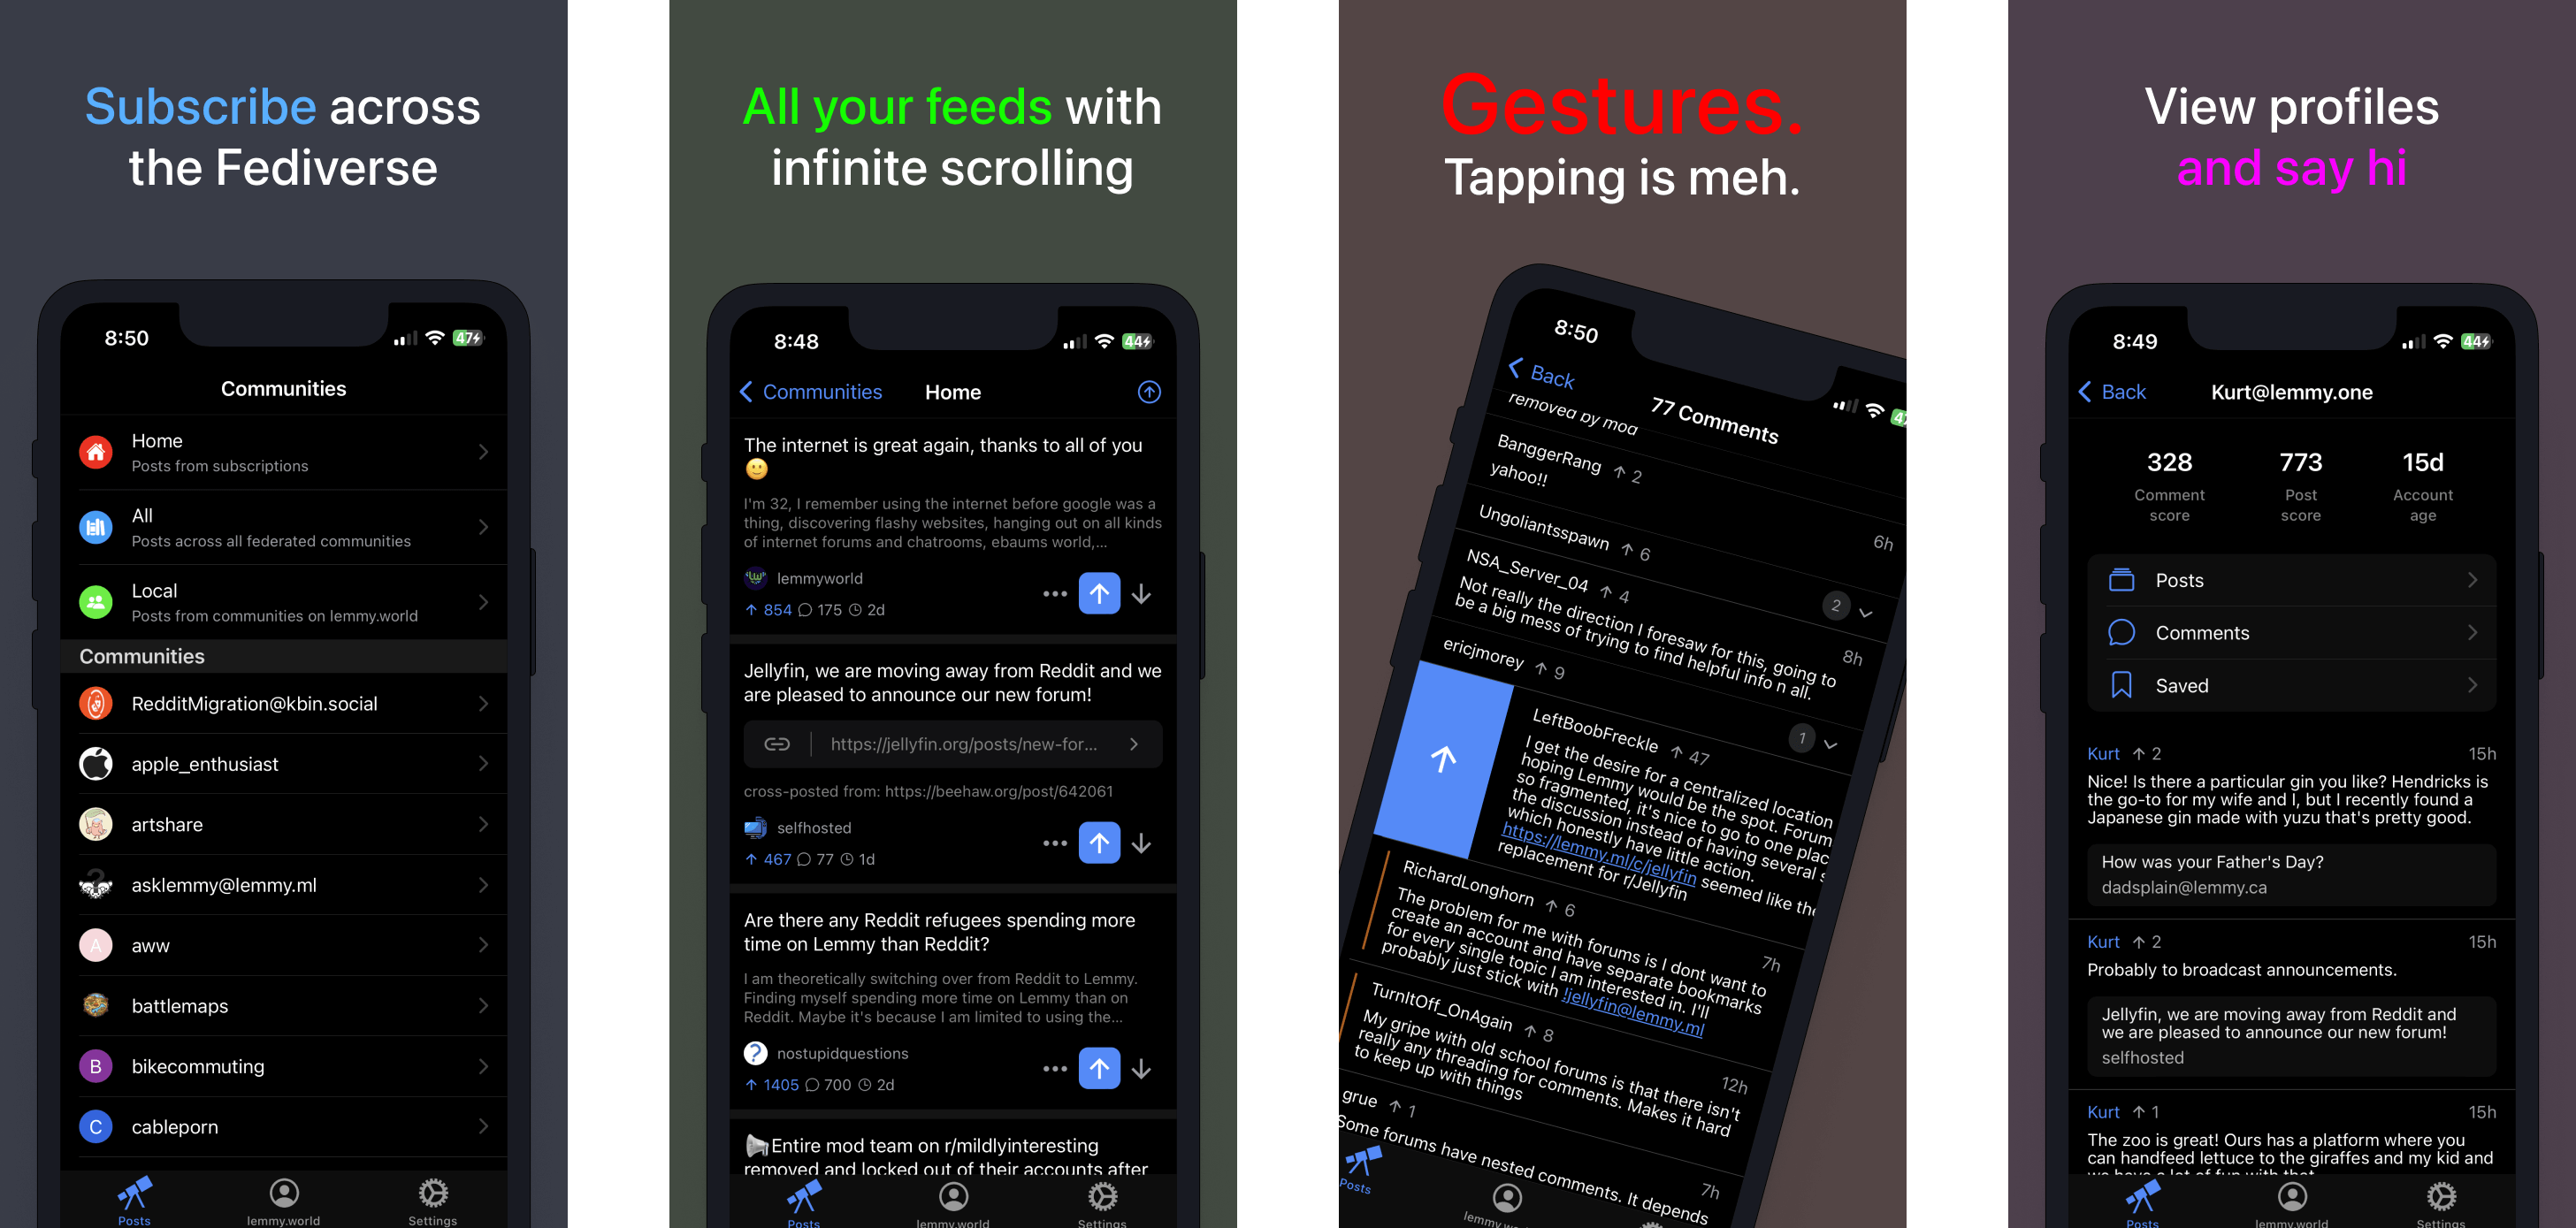 Subscribe across
the Fediverse
8:50
47
Communities
Home
Posts from subscriptions
All
Posts across all federated communities
Local
Posts from communities on lemmy.world
Communities
RedditMigration@kbin.social
apple_enthusiast
artshare
asklemmy@lemmy.ml
A
aww
battlemaps
B
bikecommuting
C
cableporn
Posts
lemmy.world
Settings
All your feeds with
infinite scrolling
8:48
44
Communities
Home
The internet is great again, thanks to all of you
🙂
I'm 32, I remember using the internet before google was a
thing, discovering flashy websites, hanging out on all kinds
of internet forums and chatrooms, ebaums world,...
lemmyworld
854 175 2d
Jellyfin, we are moving away from Reddit and we
are pleased to announce our new forum!
https://jellyfin.org/posts/new-for...
cross-posted from: https://beehaw.org/post/642061
selfhosted
467 77 1d
Are there any Reddit refugees spending more
time on Lemmy than Reddit?
I am theoretically switching over from Reddit to Lemmy.
Finding myself spending more time on Lemmy than on
Reddit. Maybe it's because I am limited to using the...
nostupidquestions
1405 700 2d
📢Entire mod team on r/mildlyinteresting
removed and locked out of their accounts after
Posts
lemmy.world
Settings
Gestures.
Tapping is meh.
8:50
Back
77 Comments
removed by mod
BanggerRang 2
yahoo!!
6h
Ungoliantsspawn 6
2
NSA_Server_04 4
8h
Not really the direction I foresaw for this, going to
be a big mess of trying to find helpful info n all.
ericjmorey 9
1
LeftBoobFreckle 47
I get the desire for a centralized location
hoping Lemmy would be the spot. Forum
so fragmented, it's nice to go to one plac
the discussion instead of having several s
which honestly have little action.
https://lemmy.ml/c/jellyfin seemed like the
replacement for r/Jellyfin
RichardLonghorn 6
7h
The problem for me with forums is I dont want to
create an account and have separate bookmarks
for every single topic I am interested in. I'll
probably just stick with !jellyfin@lemmy.ml
TurnItOff_OnAgain 8
12h
My gripe with old school forums is that there isn't
really any threading for comments. Makes it hard
to keep up with things
grue 1
7h
Some forums have nested comments. It depends
Posts
View profiles
and say hi
8:49
44
Back
Kurt@lemmy.one
328 773 15d
Comment Post Account
score score age
Posts
Comments
Saved
Kurt 2 15h
Nice! Is there a particular gin you like? Hendricks is
the go-to for my wife and I, but I recently found a
Japanese gin made with yuzu that's pretty good.
How was your Father's Day?
dadsplain@lemmy.ca
Kurt 2 15h
Probably to broadcast announcements.
Jellyfin, we are moving away from Reddit and
we are pleased to announce our new forum!
selfhosted
Kurt 1 15h
The zoo is great! Ours has a platform where you
can handfeed lettuce to the giraffes and my kid and
Posts
lemmy.world
Settings